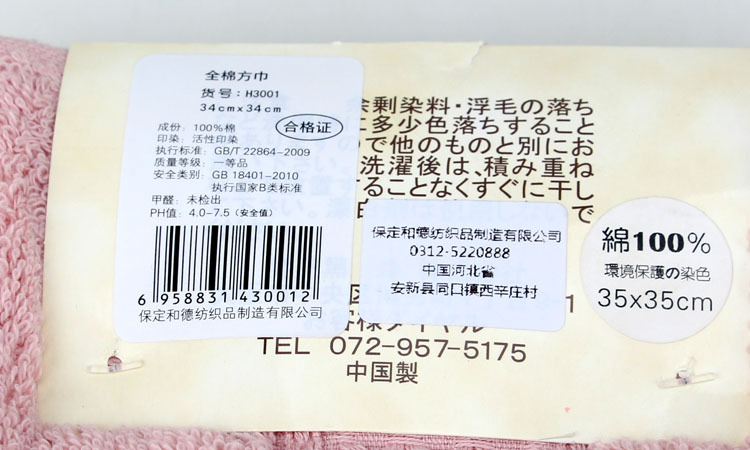 全棉方巾
货号:H3001
34cmx34cm
成份: 100%棉
印染: 活性印染
合格证
执行标准: GB/T 22864-2009
质量等级: 一等品
安全类别: GB 18401-2010
执行国家B类标准
甲醛: 未检出
PH值: 4.0-7.5 (安全值)
6 958831 430012
保定和德纺织品制造有限公司
余剰染料・浮毛の落ち
に多少色落ちすること
ので他のものと別にお
洗濯後は、積み重ね
することなくすぐに干し
保定和德纺织品制造有限公司
0312-5220888
中国河北省
安新县同口镇西辛庄村
綿100%
環境保護の染色
35x35cm
TEL 072-957-5175
中国製